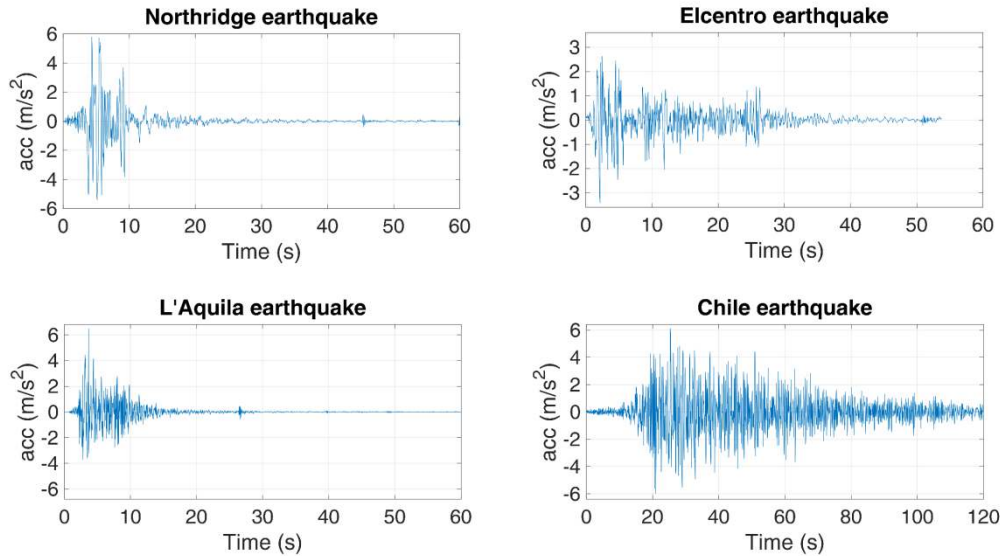 Northridge earthquake
6
4
2
0
-2
-4
-6
acc (m/s²)
0 10 20 30 40 50 60
Time (s)
Elcentro earthquake
3
2
1
0
-1
-2
-3
acc (m/s²)
0 10 20 30 40 50 60
Time (s)
L'Aquila earthquake
6
4
2
0
-2
-4
-6
acc (m/s²)
0 10 20 30 40 50 60
Time (s)
Chile earthquake
6
4
2
0
-2
-4
-6
acc (m/s²)
0 20 40 60 80 100 120
Time (s)